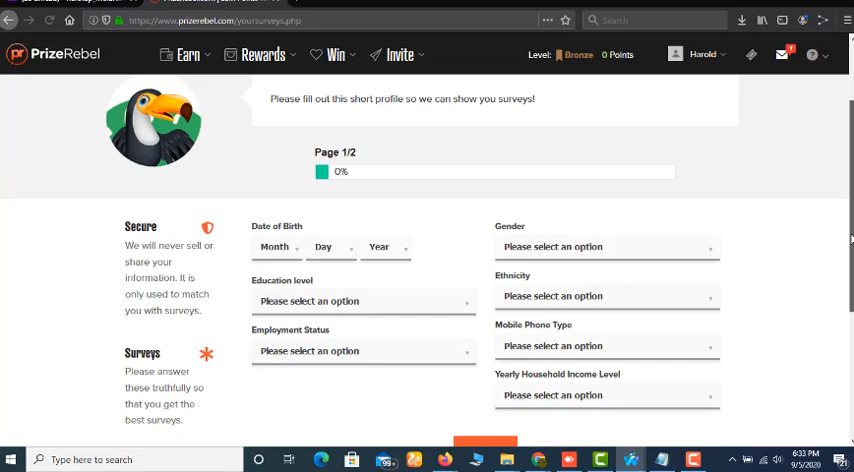 https://www.prizerebel.com/yoursurveys.php
Search
PrizeRebel
Earn
Rewards
Win
Invite
Level: Bronze 0 Points
Harold
Please fill out this short profile so we can show you surveys!
Page 1/2
0%
Secure
We will never sell or
share your
information. It is
only used to match
you with surveys.
Surveys
Please answer
these truthfully so
that you get the
best surveys.
Date of Birth
Month
Day
Year
Education level
Please select an option
Employment Status
Please select an option
Gender
Please select an option
Ethnicity
Please select an option
Mobile Phone Type
Please select an option
Yearly Household Income Level
Please select an option
Type here to search
99+
6:33 PM
9/5/2020
21